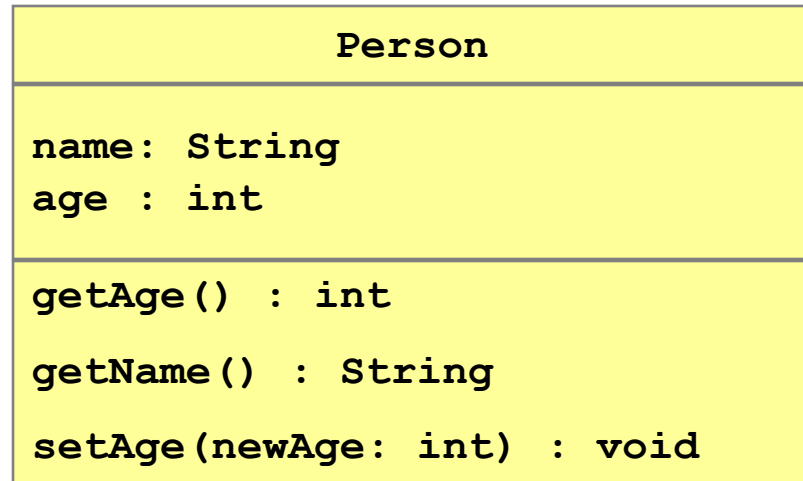 Person
name: String
age : int
getAge() : int
getName() : String
setAge(newAge: int) : void